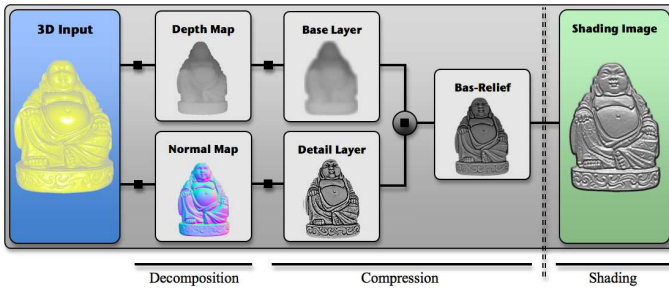 3D Input
Depth Map
Base Layer
Shading Image
Bas-Relief
Normal Map
Detail Layer
Decomposition
Compression
Shading